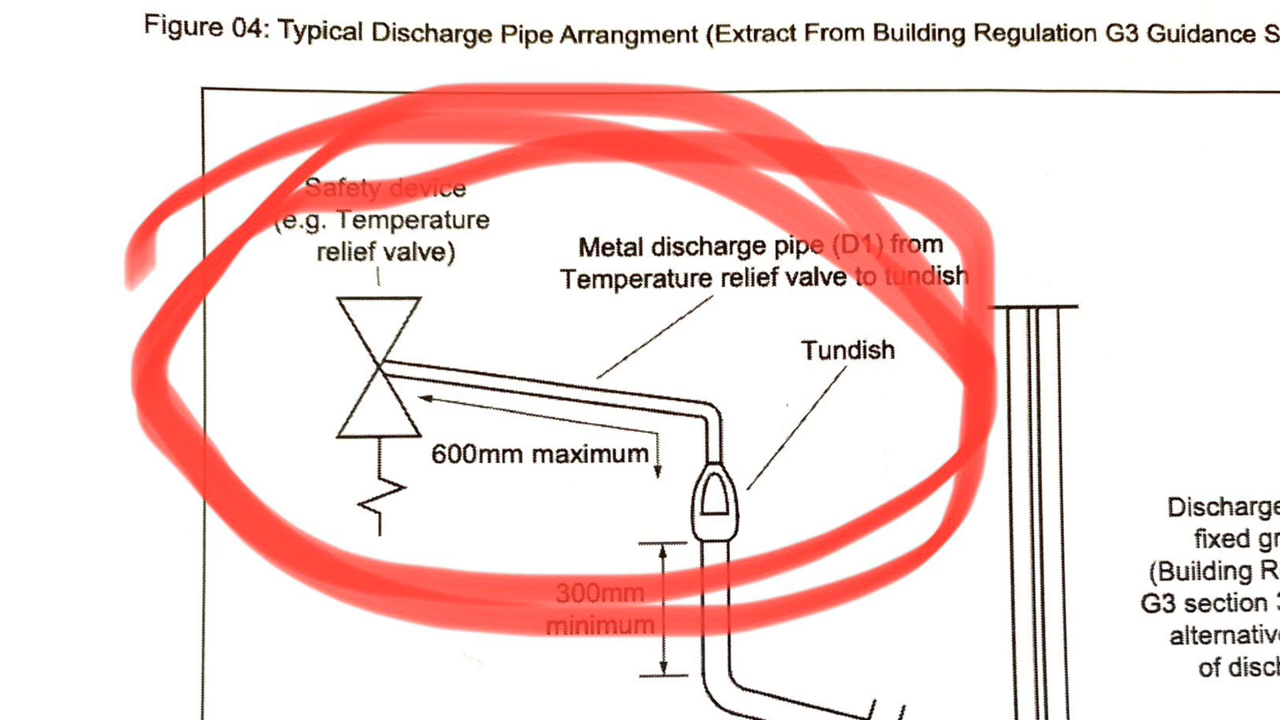 Figure 04: Typical Discharge Pipe Arrangment (Extract From Building Regulation G3 Guidance S
Safety device
(e.g. Temperature
relief valve)
Metal discharge pipe (D1) from
Temperature relief valve to tundish
Tundish
600mm maximum
300mm
minimum
Discharge
fixed gr
(Building R
G3 section 3
alternativ
of disch